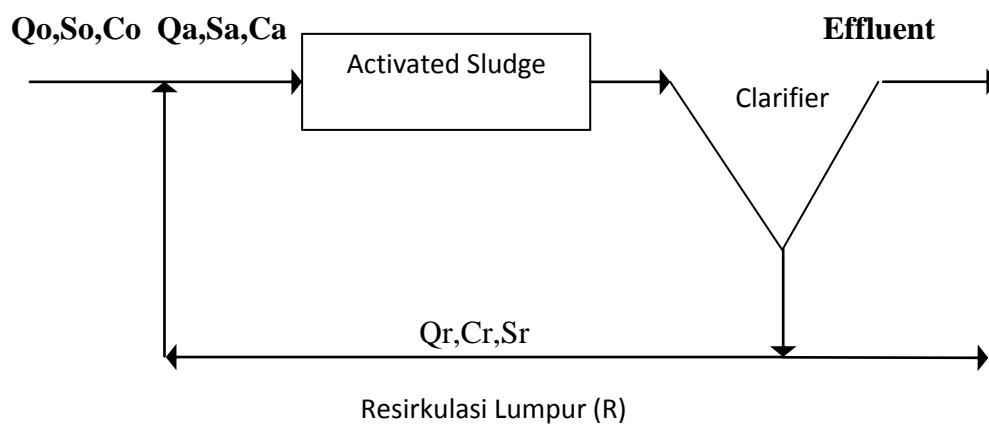 Qo,So,Co Qa,Sa,Ca
Effluent
Activated Sludge
Clarifier
Qr,Cr,Sr
Resirkulasi Lumpur (R)